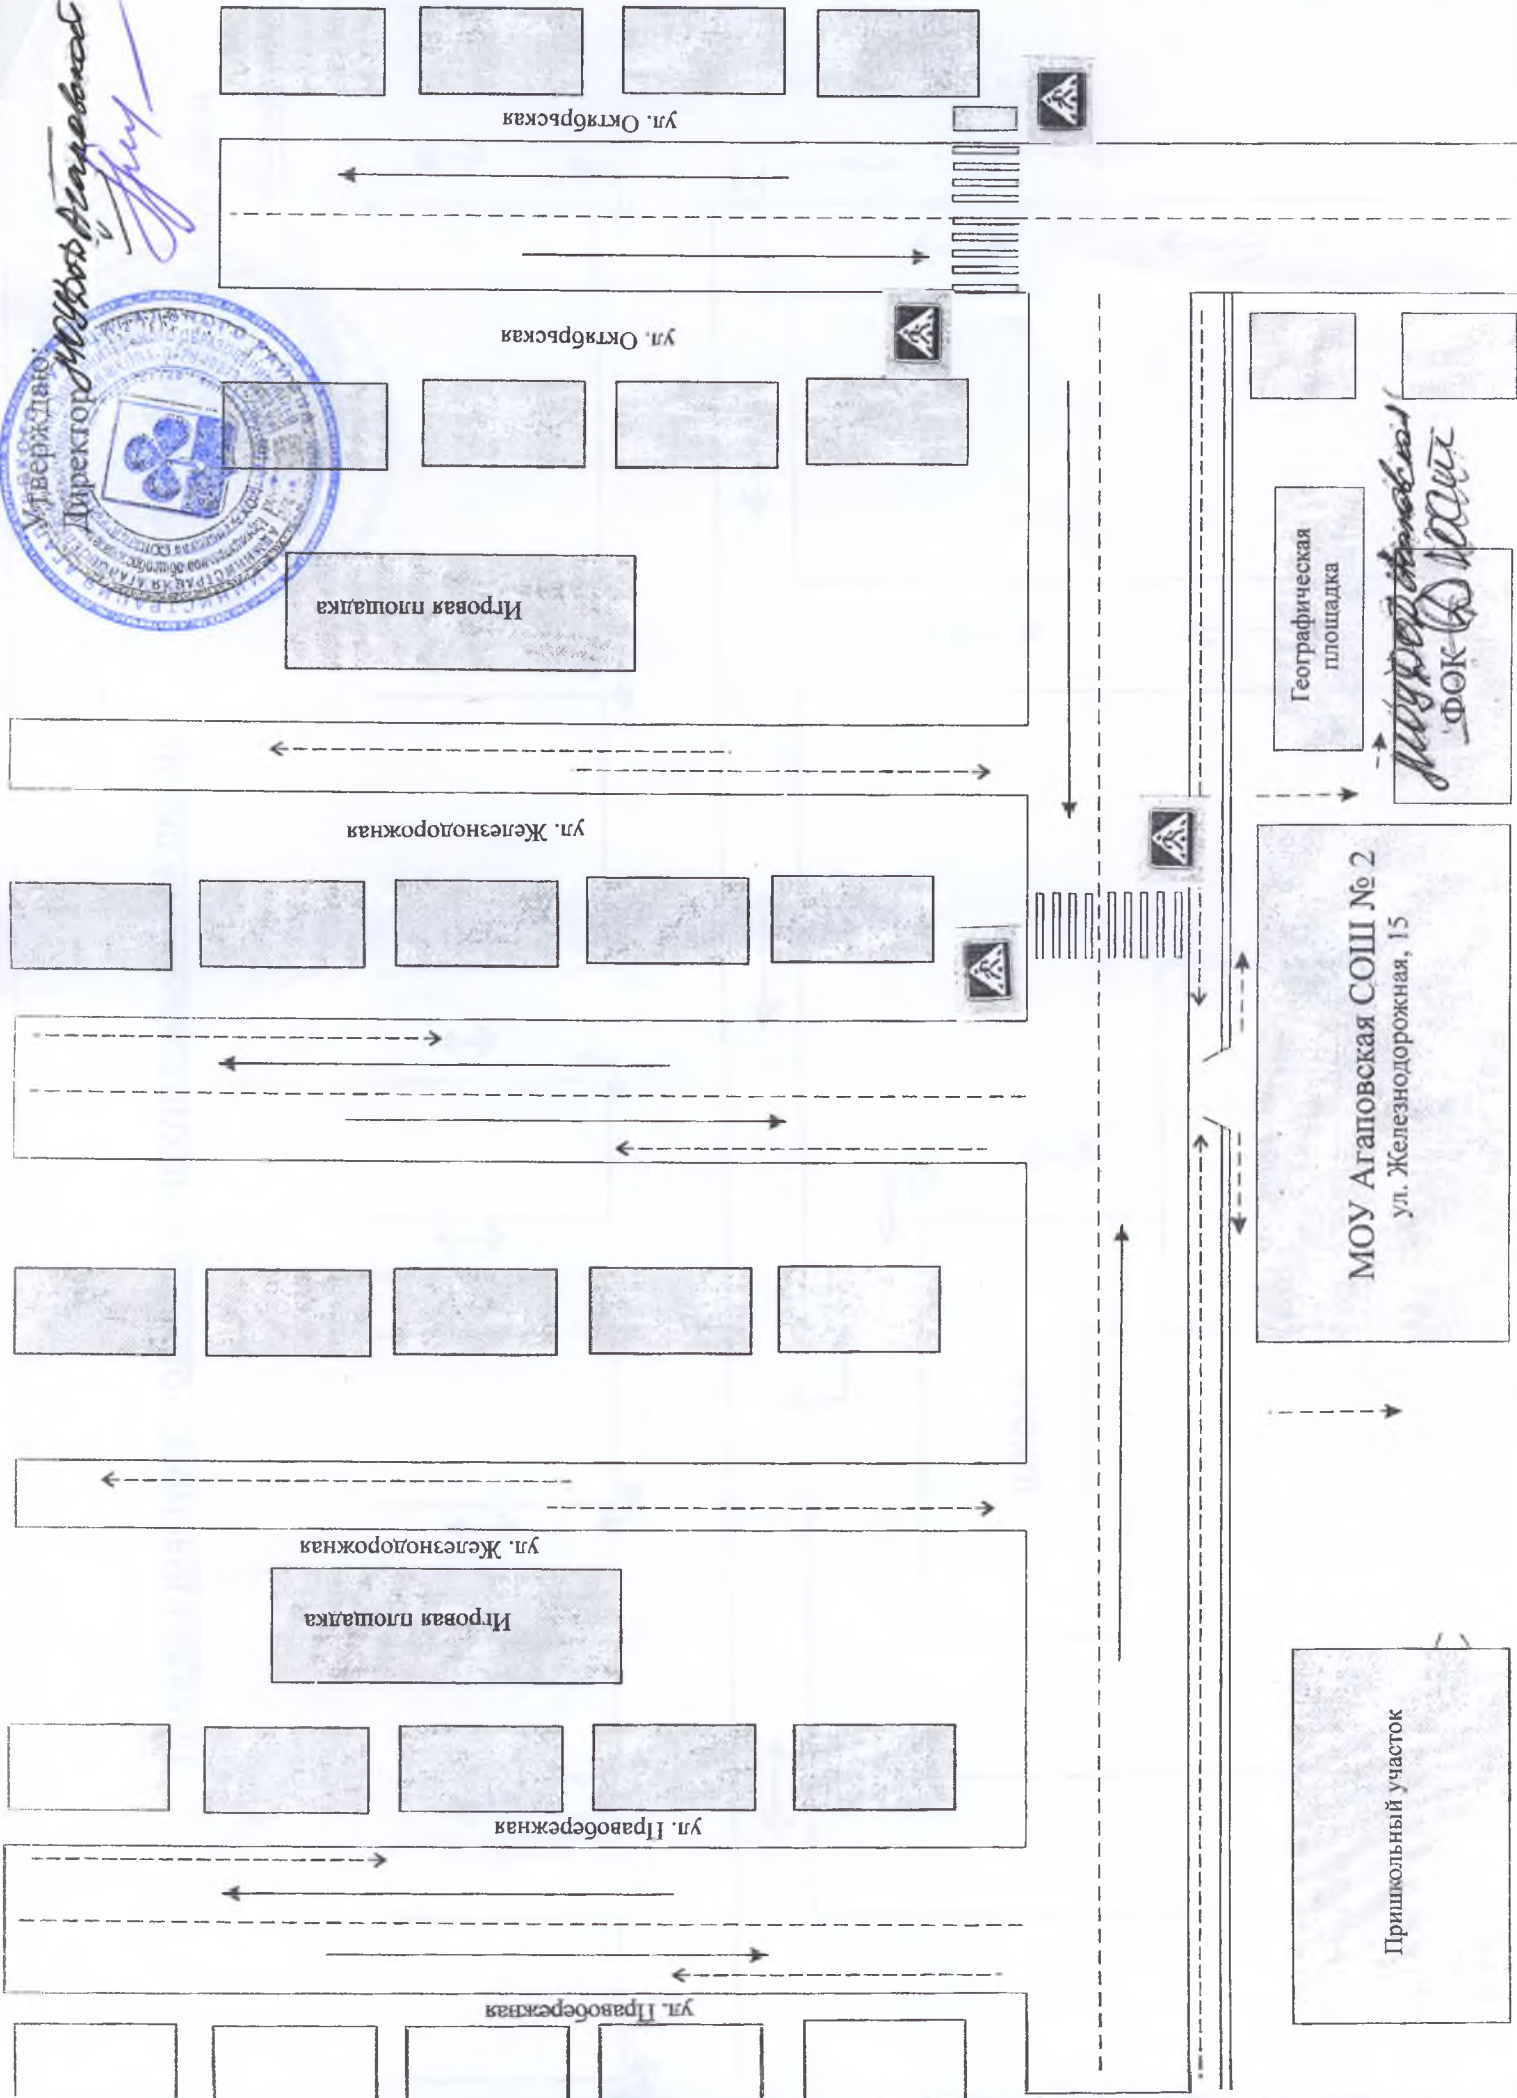 Утверждаю:
Директор
ул. Октябрьская
ул. Октябрьская
Игровая площадка
ул. Железнодорожная
ул. Железнодорожная
Игровая площадка
ул. Правобережная
ул. Правобережная
Географическая
площадка
ФОК
МОУ Агаповская СОШ № 2
ул. Железнодорожная, 15
Пришкольный участок